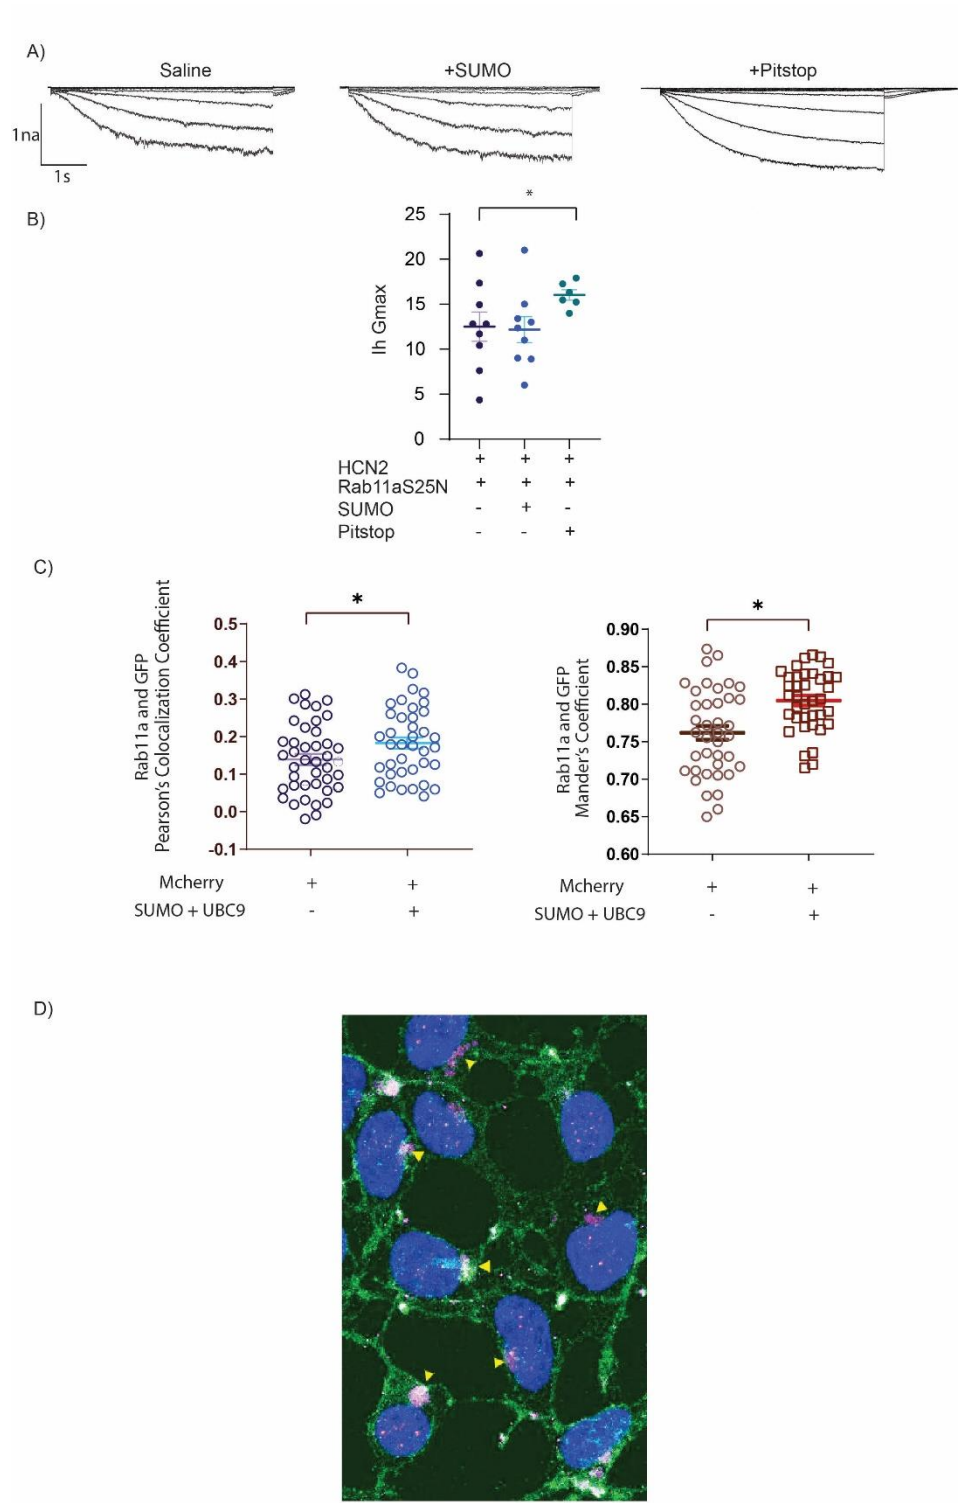 A)
Saline
+SUMO
+Pitstop
1na
1s
B)
*
25
20
15
10
5
0
Ih Gmax
HCN2 + + +
Rab11aS25N + + +
SUMO - + -
Pitstop - - +
C)
Rab11a and GFP
Pearson's Colocalization Coefficient
*
0.5
0.4
0.3
0.2
0.1
0.0
-0.1
Mcherry + +
SUMO + UBC9 - +
Rab11a and GFP
Mander's Coefficient
*
0.90
0.85
0.80
0.75
0.70
0.65
0.60
Mcherry + +
SUMO + UBC9 - +
D)